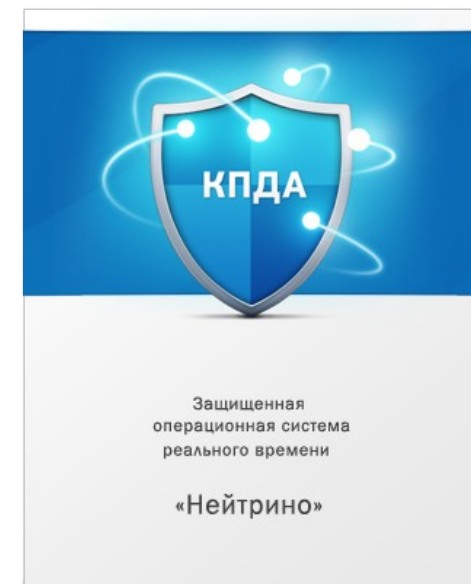 КПДА
Защищенная
операционная система
реального времени
«Нейтрино»